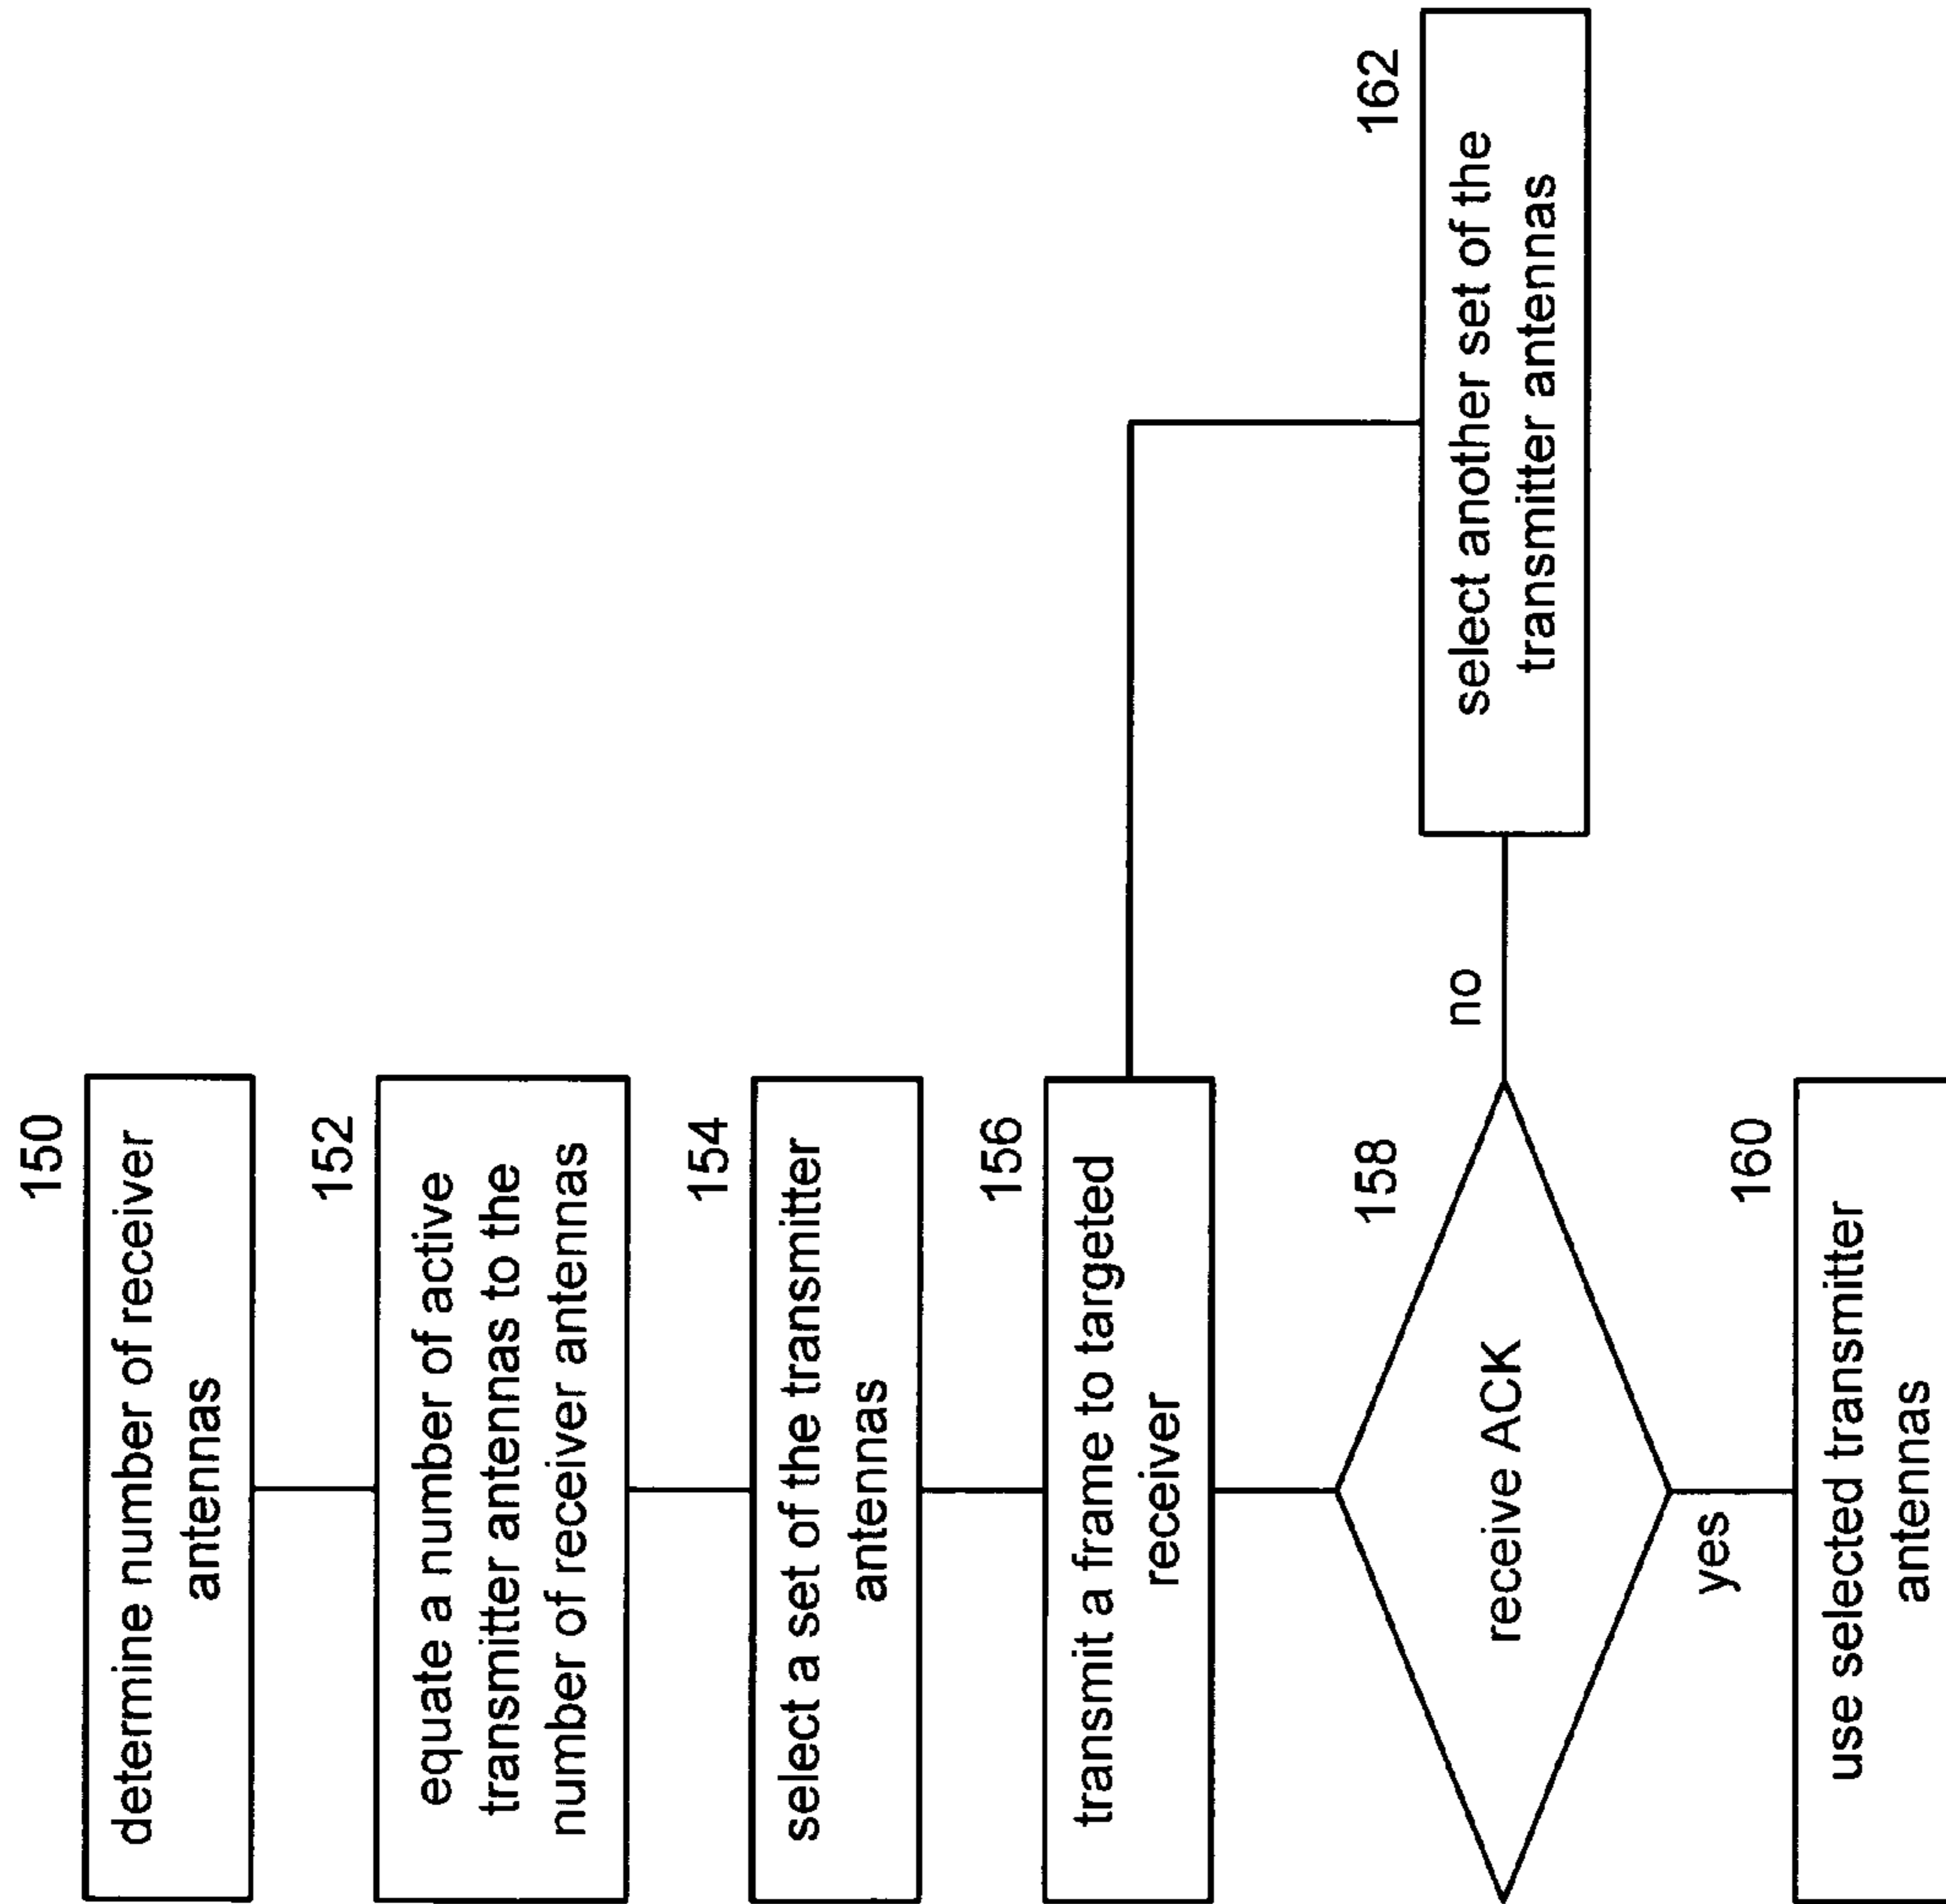 150
determine number of receiver
antennas
152
equate a number of active
transmitter antennas to the
number of receiver antennas
154
select a set of the transmitter
antennas
156
transmit a frame to targeted
receiver
158
receive ACK
no
162
select another set of the
transmitter antennas
yes
160
use selected transmitter
antennas